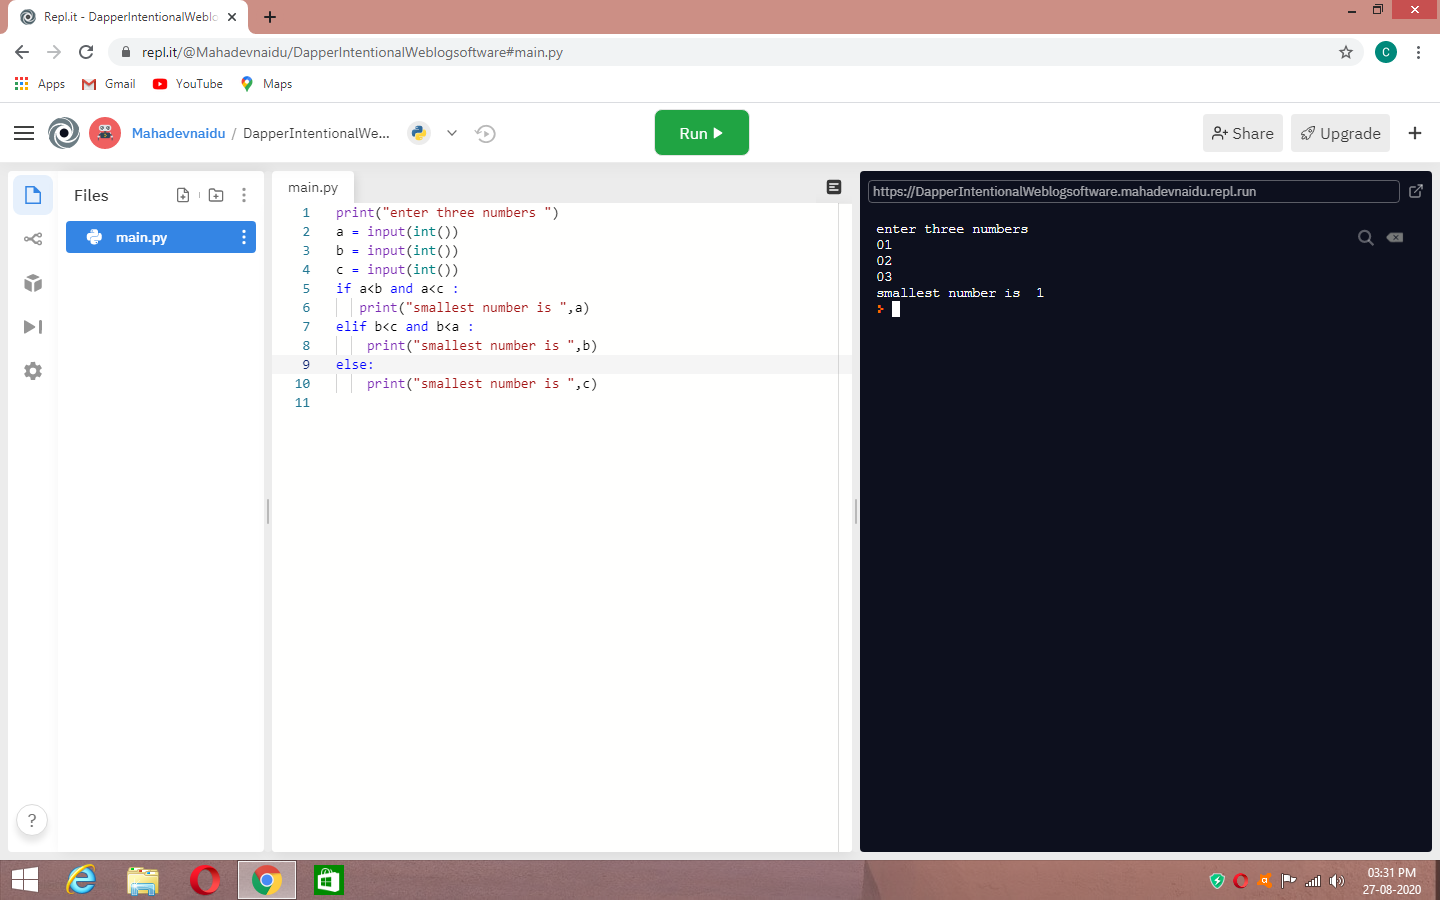 Repl.it - DapperIntentionalWeblo
repl.it/@Mahadevnaidu/DapperIntentionalWeblogsoftware#main.py
C
Apps
Gmail
YouTube
Maps
Mahadevnaidu / DapperIntentionalWe...
Run
Share
Upgrade
Files
main.py
main.py
1 print("enter three numbers ")
2 a = input(int())
3 b = input(int())
4 c = input(int())
5 if a<b and a<c :
6 print("smallest number is ",a)
7 elif b<c and b<a :
8 print("smallest number is ",b)
9 else:
10 print("smallest number is ",c)
11
https://DapperIntentionalWeblogsoftware.mahadevnaidu.repl.run
enter three numbers
01
02
03
smallest number is  1
?
03:31 PM
27-08-2020